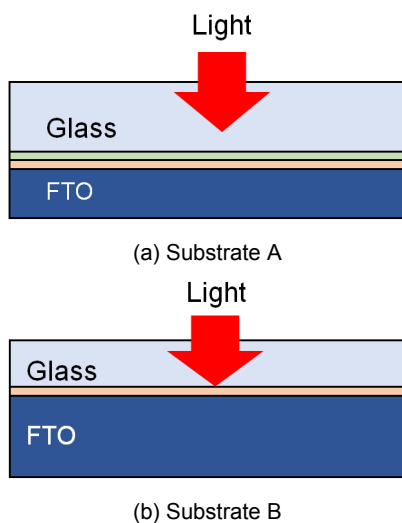 Light
Glass
FTO
(a) Substrate A
Light
Glass
FTO
(b) Substrate B